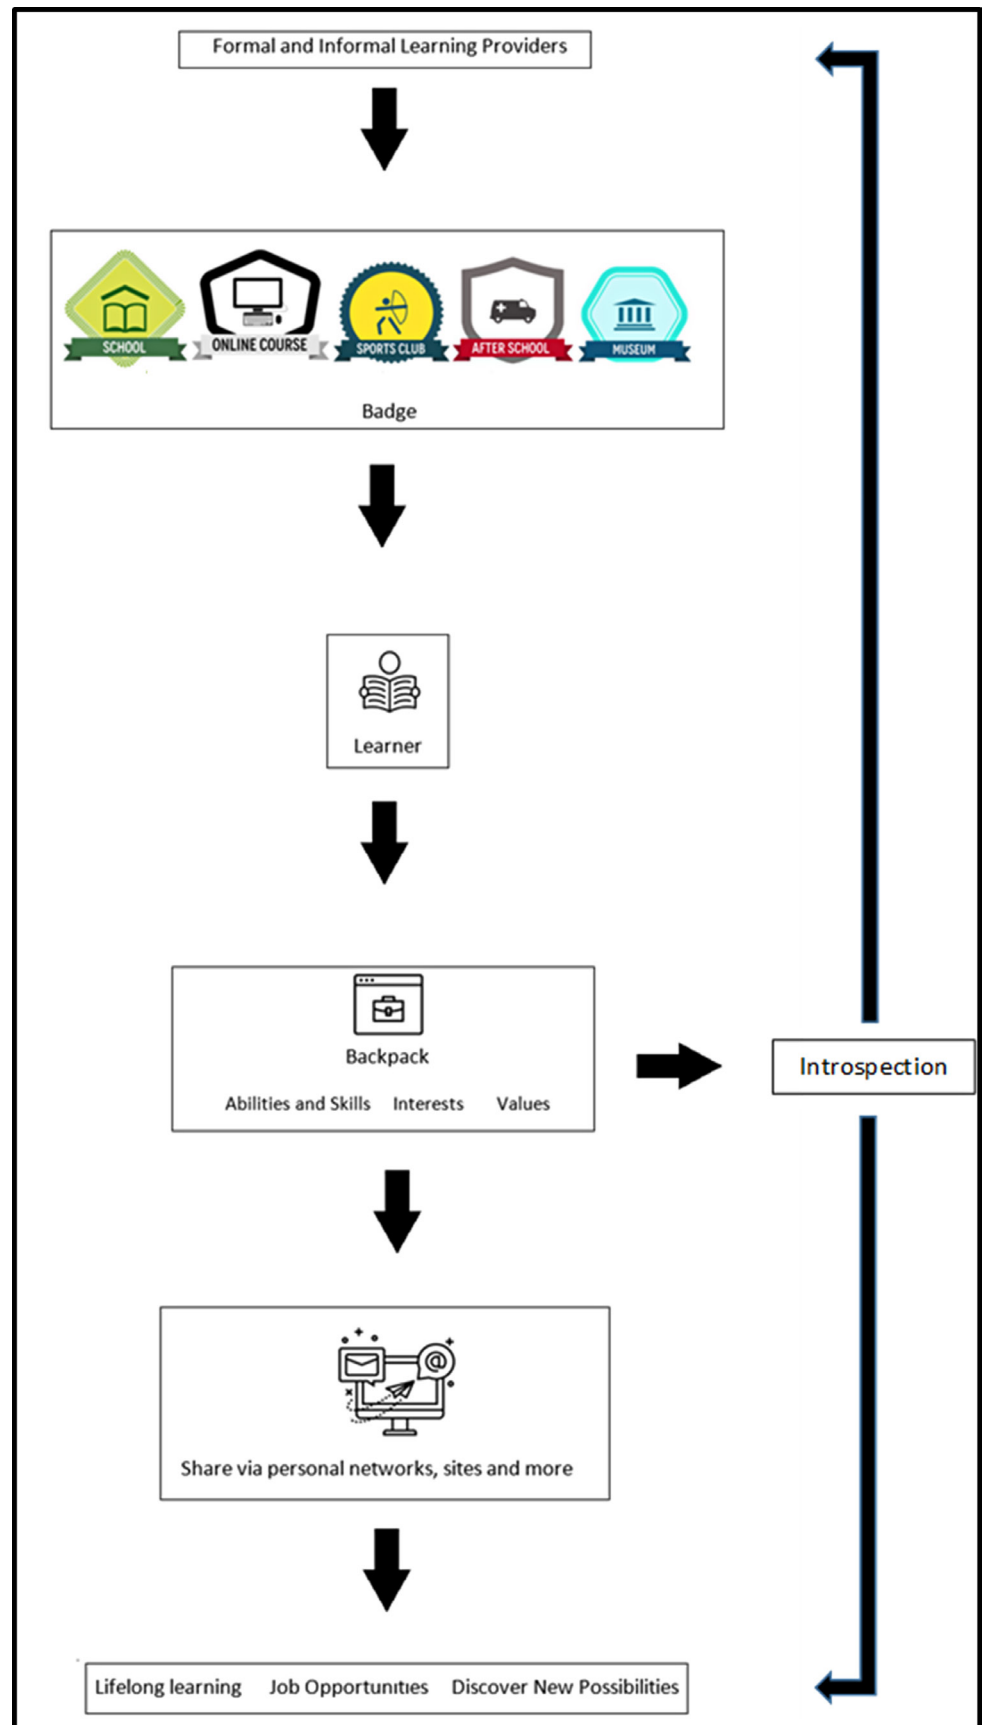 Formal and Informal Learning Providers
SCHOOL
ONLINE COURSE
SPORTS CLUB
AFTER SCHOOL
MUSEUM
Badge
Learner
Backpack
Abilities and Skills Interests Values
Introspection
@
Share via personal networks, sites and more
Lifelong learning Job Opportunities Discover New Possibilities